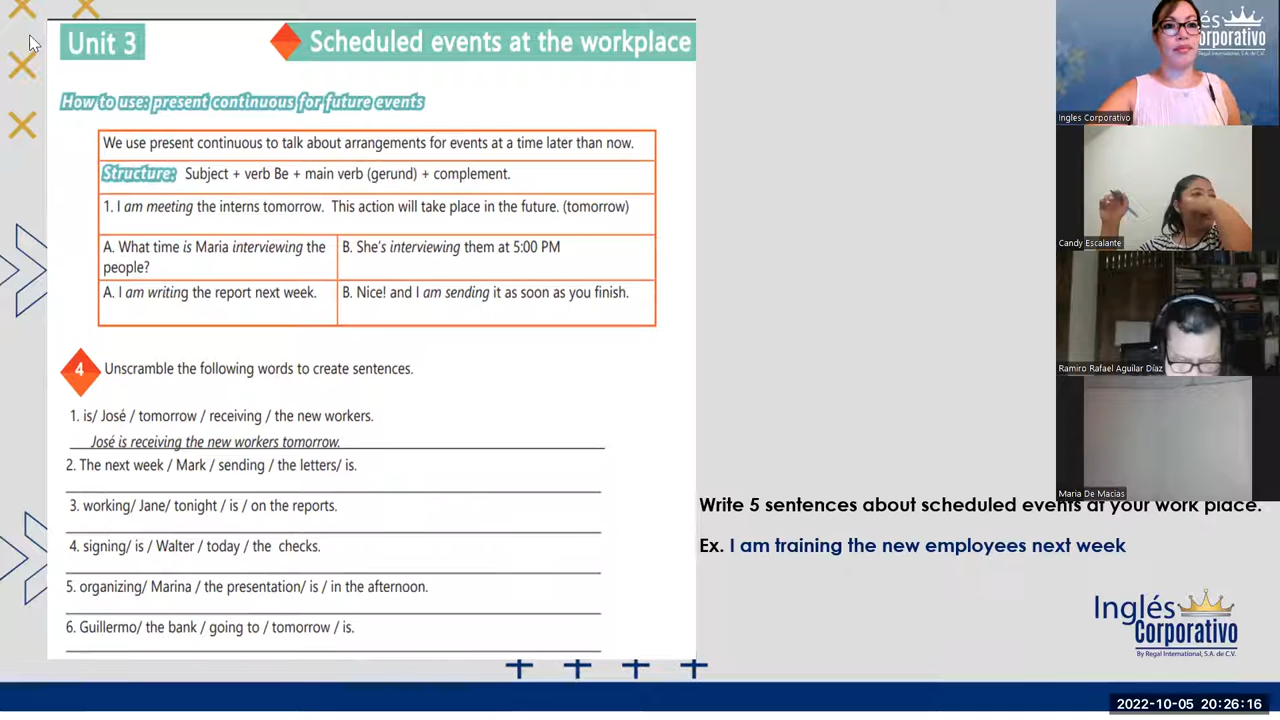 Unit 3
Scheduled events at the workplace
How to use: present continuous for future events
We use present continuous to talk about arrangements for events at a time later than now.
Structure: Subject + verb Be + main verb (gerund) + complement.
1. I am meeting the interns tomorrow. This action will take place in the future. (tomorrow)
A. What time is Maria interviewing the people?
B. She's interviewing them at 5:00 PM
A. I am writing the report next week.
B. Nice! and I am sending it as soon as you finish.
4 Unscramble the following words to create sentences.
1. is/ José / tomorrow / receiving / the new workers.
José is receiving the new workers tomorrow.
2. The next week / Mark / sending / the letters/ is.
3. working/ Jane/ tonight / is / on the reports.
4. signing/ is / Walter / today / the checks.
5. organizing/ Marina / the presentation/ is / in the afternoon.
6. Guillermo/ the bank / going to / tomorrow / is.
Write 5 sentences about scheduled events at your work place.
Ex. I am training the new employees next week
Inglés
Corporativo
By Regal International, S.A. de C.V.
és
orporativo
Ingles Corporativo
Candy Escalante
Ramiro Rafael Aguilar Díaz
Maria De Macias
2022-10-05 20:26:16